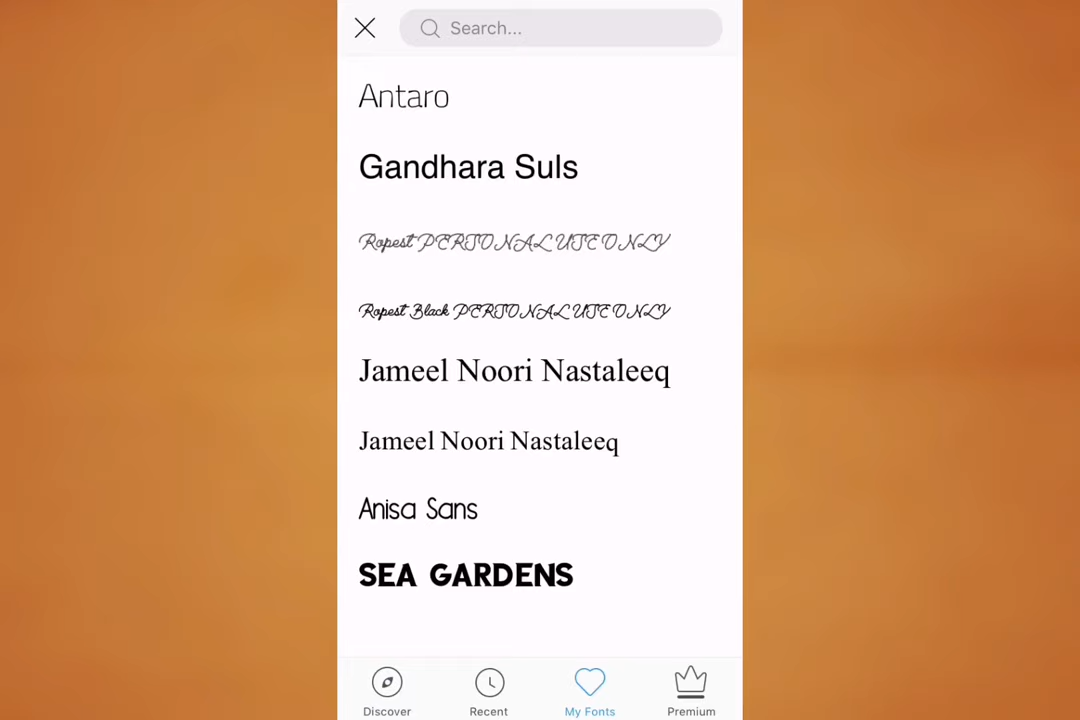 Search...
Antaro
Gandhara Suls
Ropest PERSONAL USE ONLY
Ropest Black PERSONAL USE ONLY
Jameel Noori Nastaleeq
Jameel Noori Nastaleeq
Anisa Sans
SEA GARDENS
Discover Recent My Fonts Premium